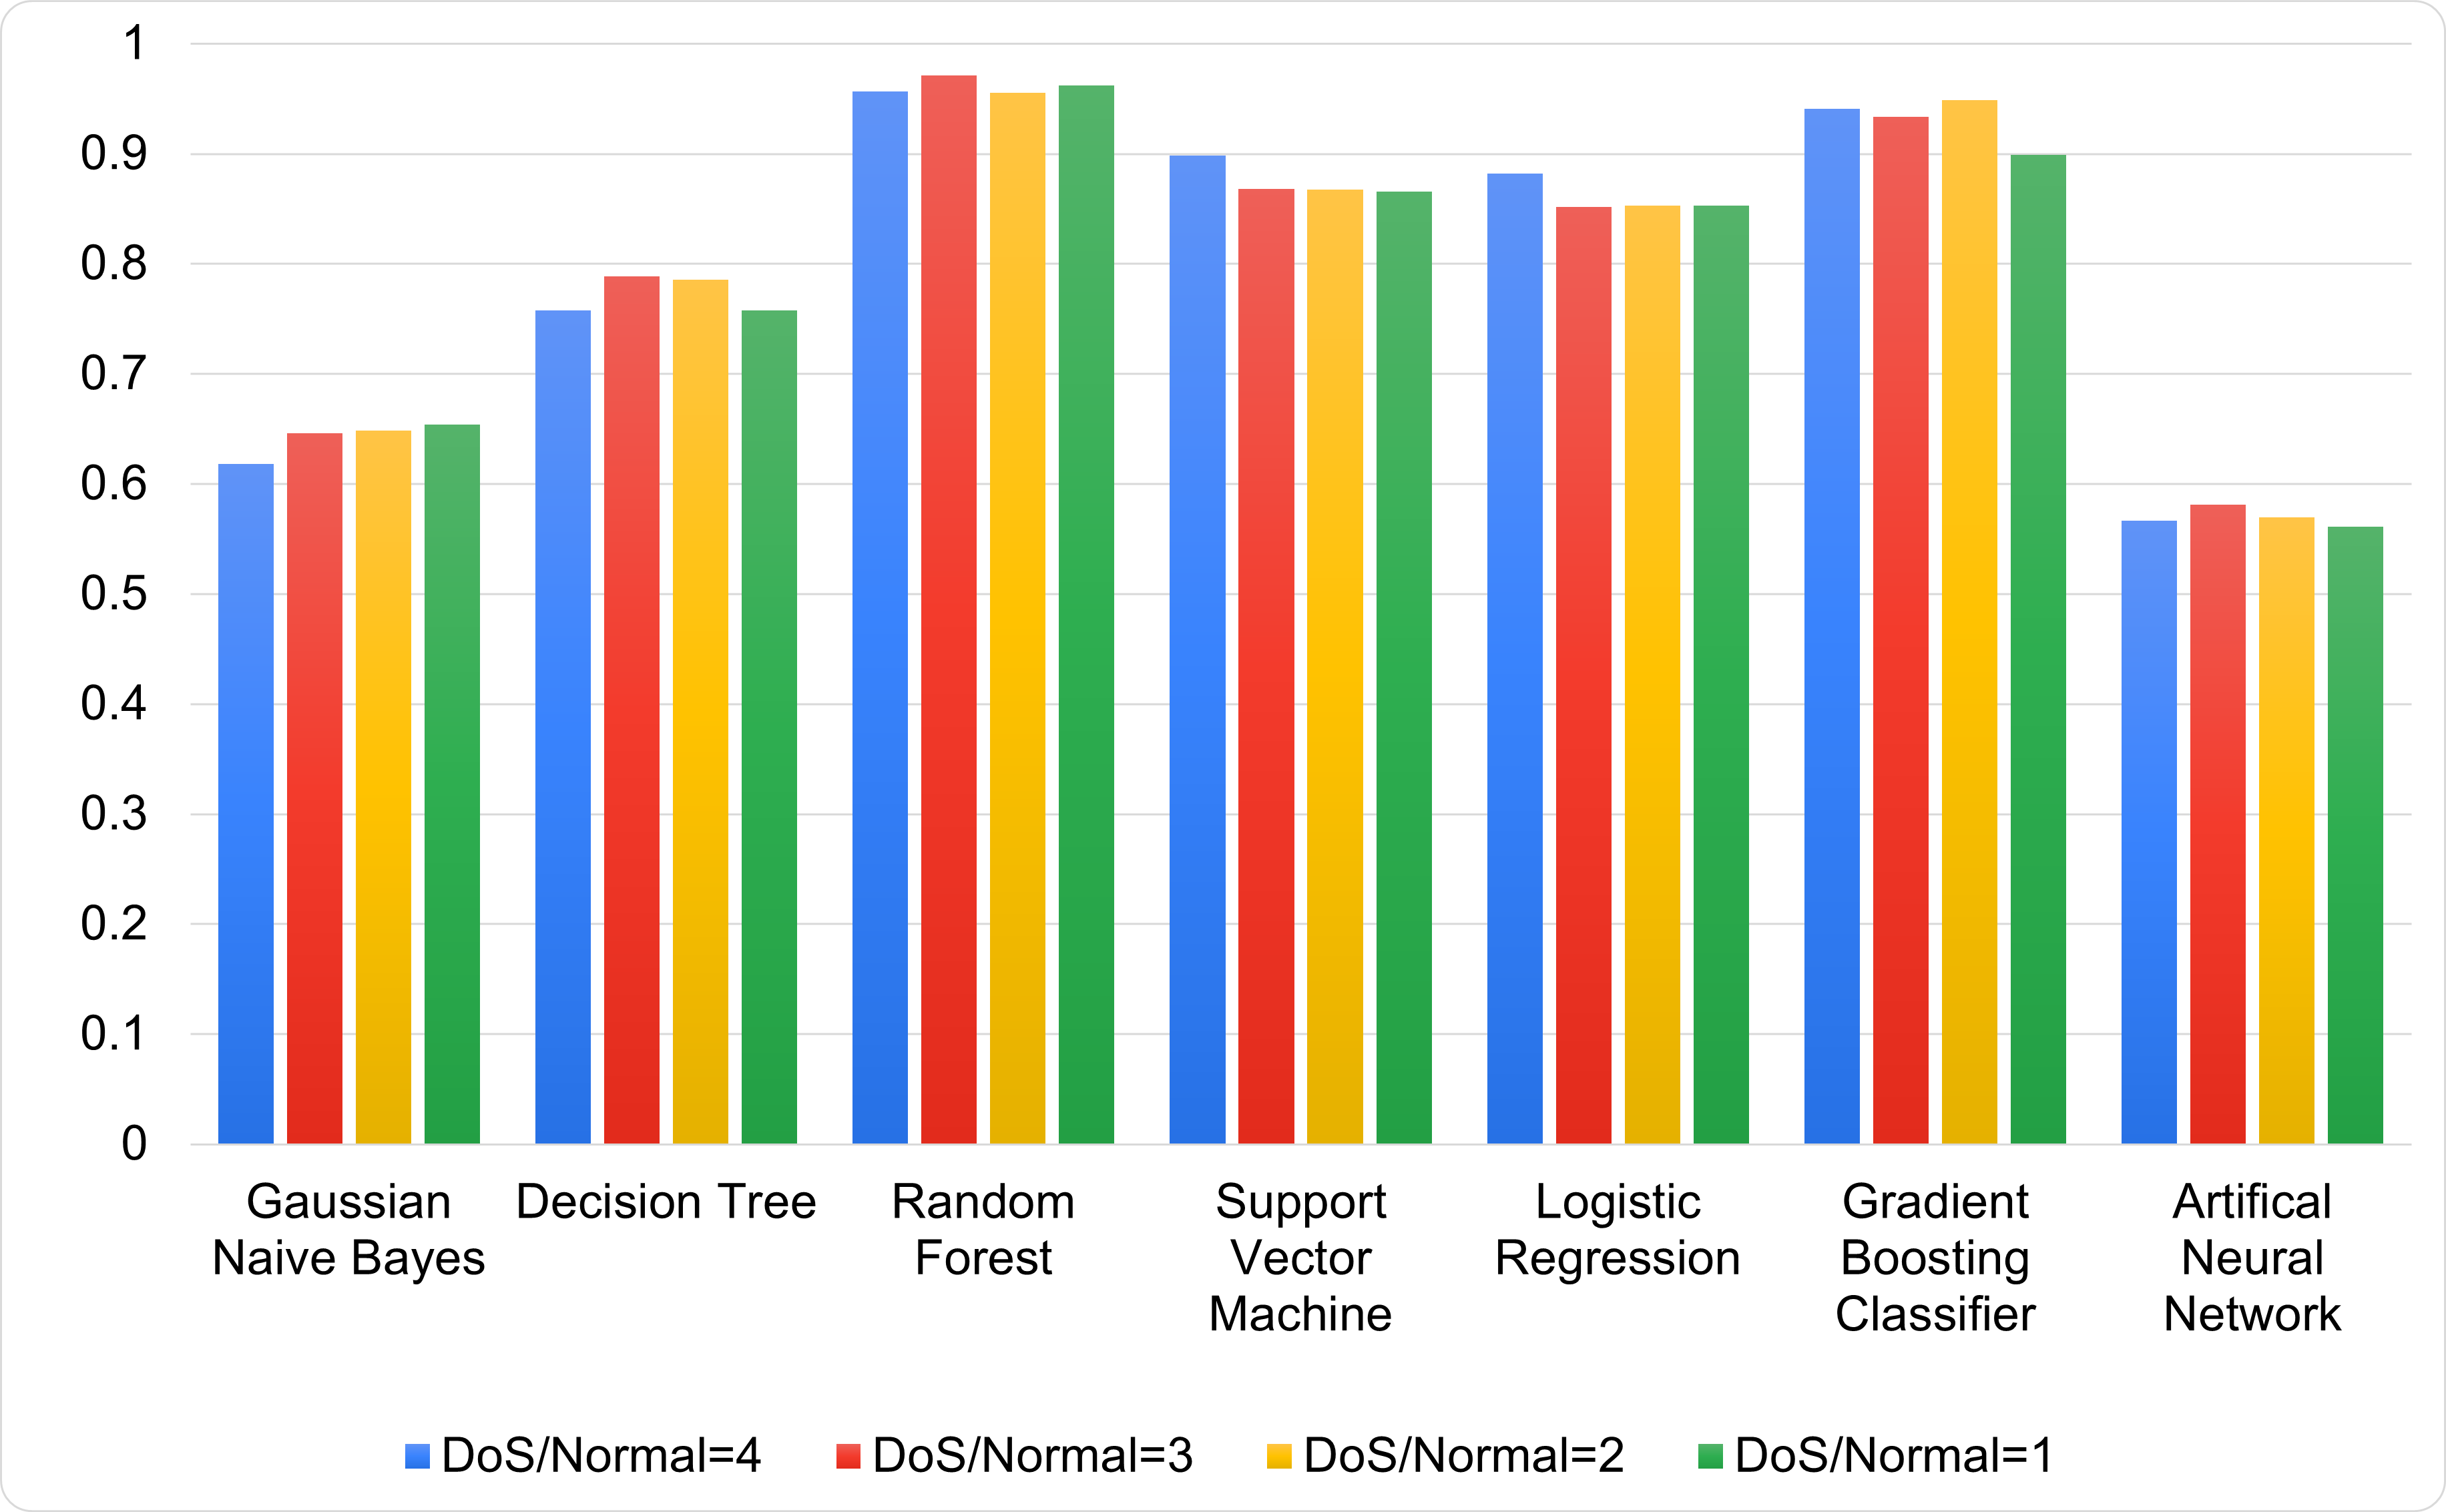 1
0.9
0.8
0.7
0.6
0.5
0.4
0.3
0.2
0.1
0
Gaussian
Naive Bayes
Decision Tree
Random
Forest
Support
Vector
Machine
Logistic
Regression
Gradient
Boosting
Classifier
Artifical
Neural
Network
DoS/Normal=4
DoS/Normal=3
DoS/Normal=2
DoS/Normal=1